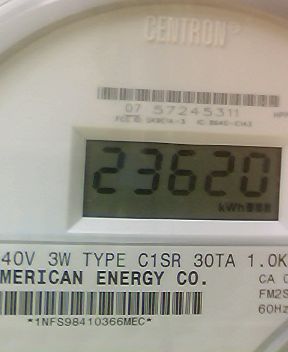 CENTRON®
07 57245311
23620
kWh
40V 3W TYPE C1SR 30TA 1.0K
MERICAN ENERGY CO.
CA
FM2S
60Hz
*1NFS98410366MEC*